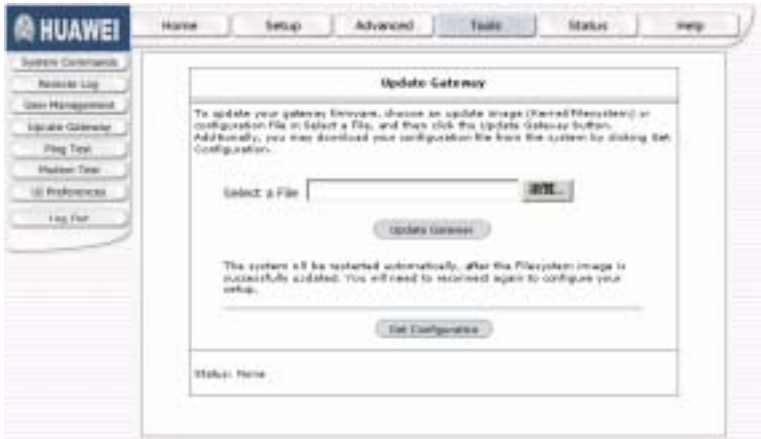 HUAWEI
Home
Setup
Advanced
Tools
Status
Help
System Commands
Remote Log
User Management
Update Gateway
Ping Test
Modem Test
UI Preferences
Log Out
Update Gateway
To update your gateway firmware, choose an update image (Kernel/Filesystem) or
configuration file in Select a File, and then click the Update Gateway button.
Additionally, you may download your configuration file from the system by clicking Get
Configuration.
Select a File
浏览...
Update Gateway
The system will be restarted automatically, after the Filesystem image is
successfully updated. You will need to reconnect again to configure your
setup.
Get Configuration
Status: None